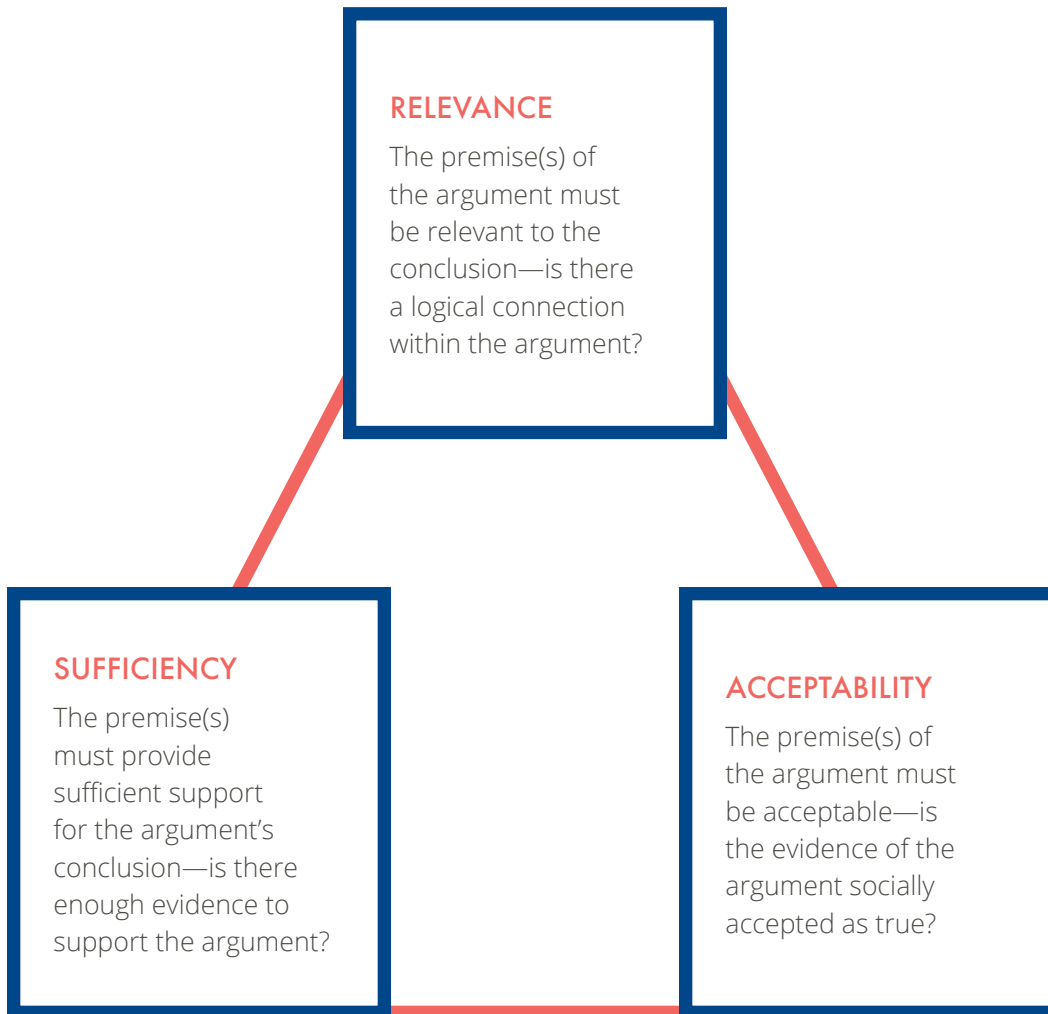 RELEVANCE
The premise(s) of
the argument must
be relevant to the
conclusion—is there
a logical connection
within the argument?
SUFFICIENCY
The premise(s)
must provide
sufficient support
for the argument’s
conclusion—is there
enough evidence to
support the argument?
ACCEPTABILITY
The premise(s) of
the argument must
be acceptable—is
the evidence of the
argument socially
accepted as true?